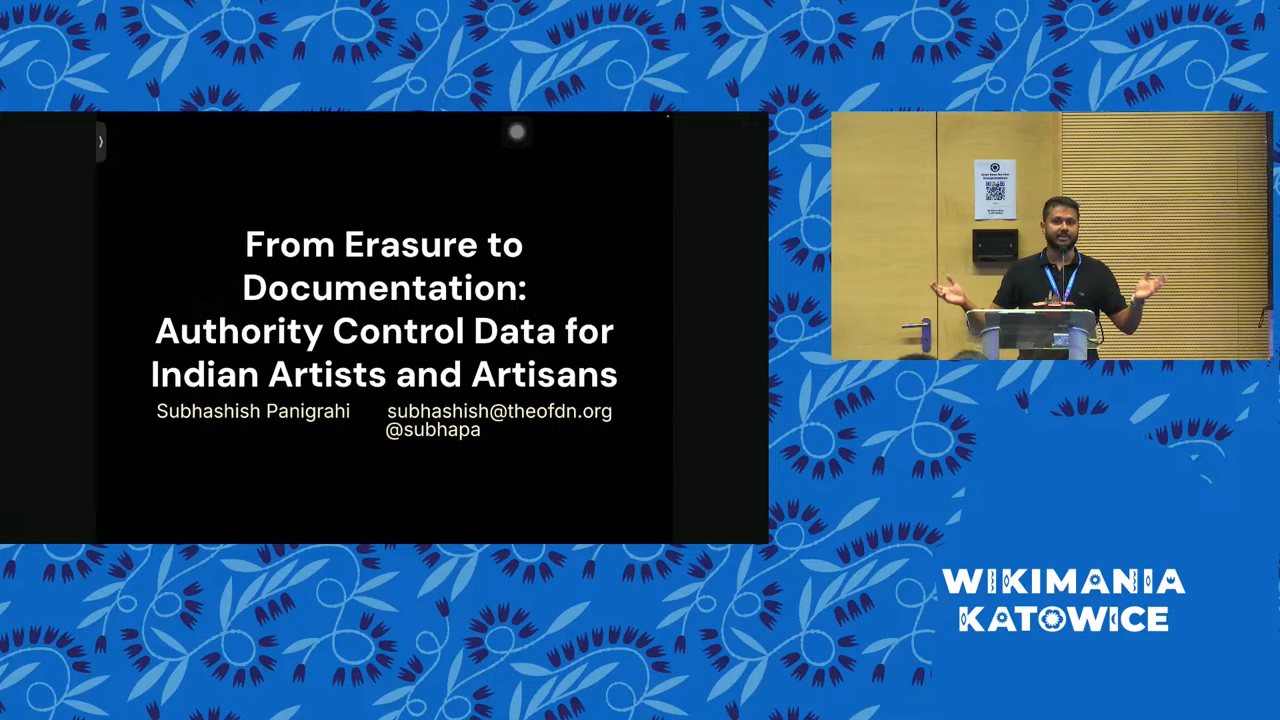 From Erasure to
Documentation:
Authority Control Data for
Indian Artists and Artisans
Subhashish Panigrahi subhashish@theofdn.org
@subhapa
WIKIMANIA
KATOWICE